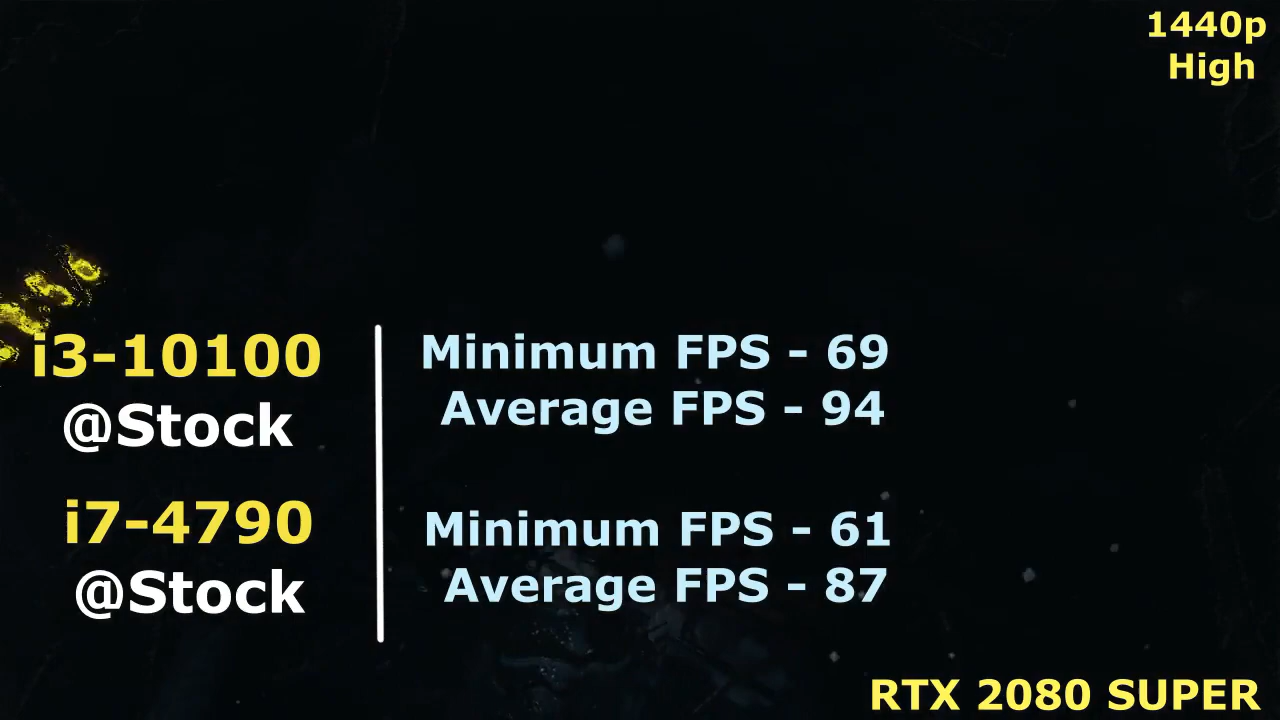 1440p
High
i3-10100
@Stock
Minimum FPS - 69
Average FPS - 94
i7-4790
@Stock
Minimum FPS - 61
Average FPS - 87
RTX 2080 SUPER